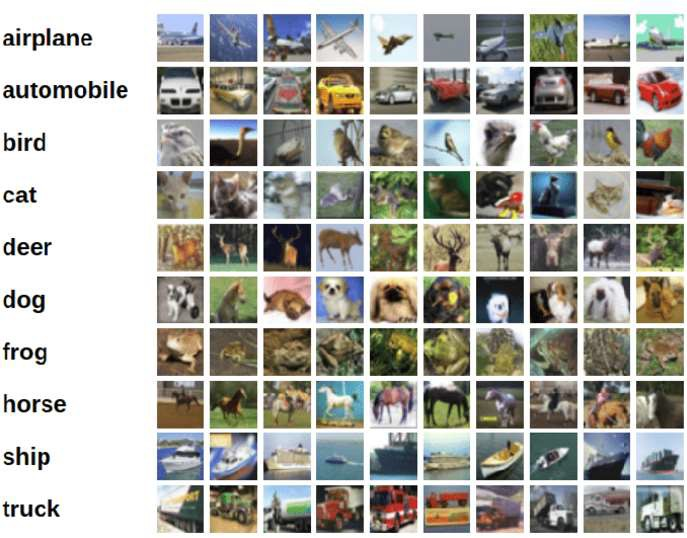 airplane
automobile
bird
cat
deer
dog
frog
horse
ship
truck